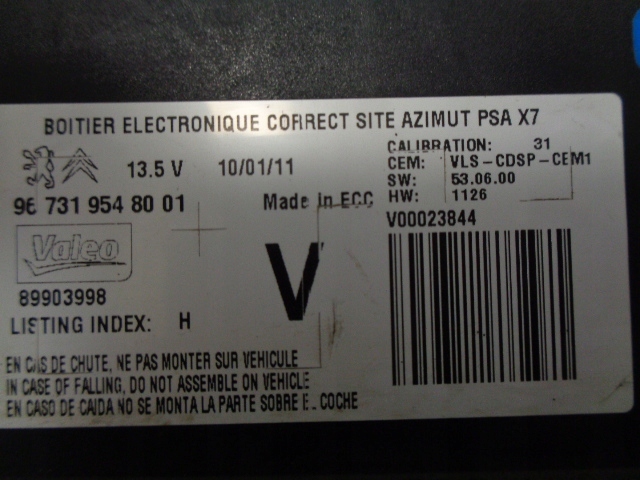 BOITIER ELECTRONIQUE CORRECT SITE AZIMUT PSA X7
13.5 V 10/01/11
96 731 954 80 01 Made in ECC
Valeo
89903998
LISTING INDEX: H
V
CALIBRATION: 31
CEM: VLS-CDSP-CEM1
SW: 53.06.00
HW: 1126
V00023844
EN CAS DE CHUTE, NE PAS MONTER SUR VEHICULE
IN CASE OF FALLING, DO NOT ASSEMBLE ON VEHICLE
EN CASO DE CAIDA NO SE MONTA LA PARTE SOBRE COCHE